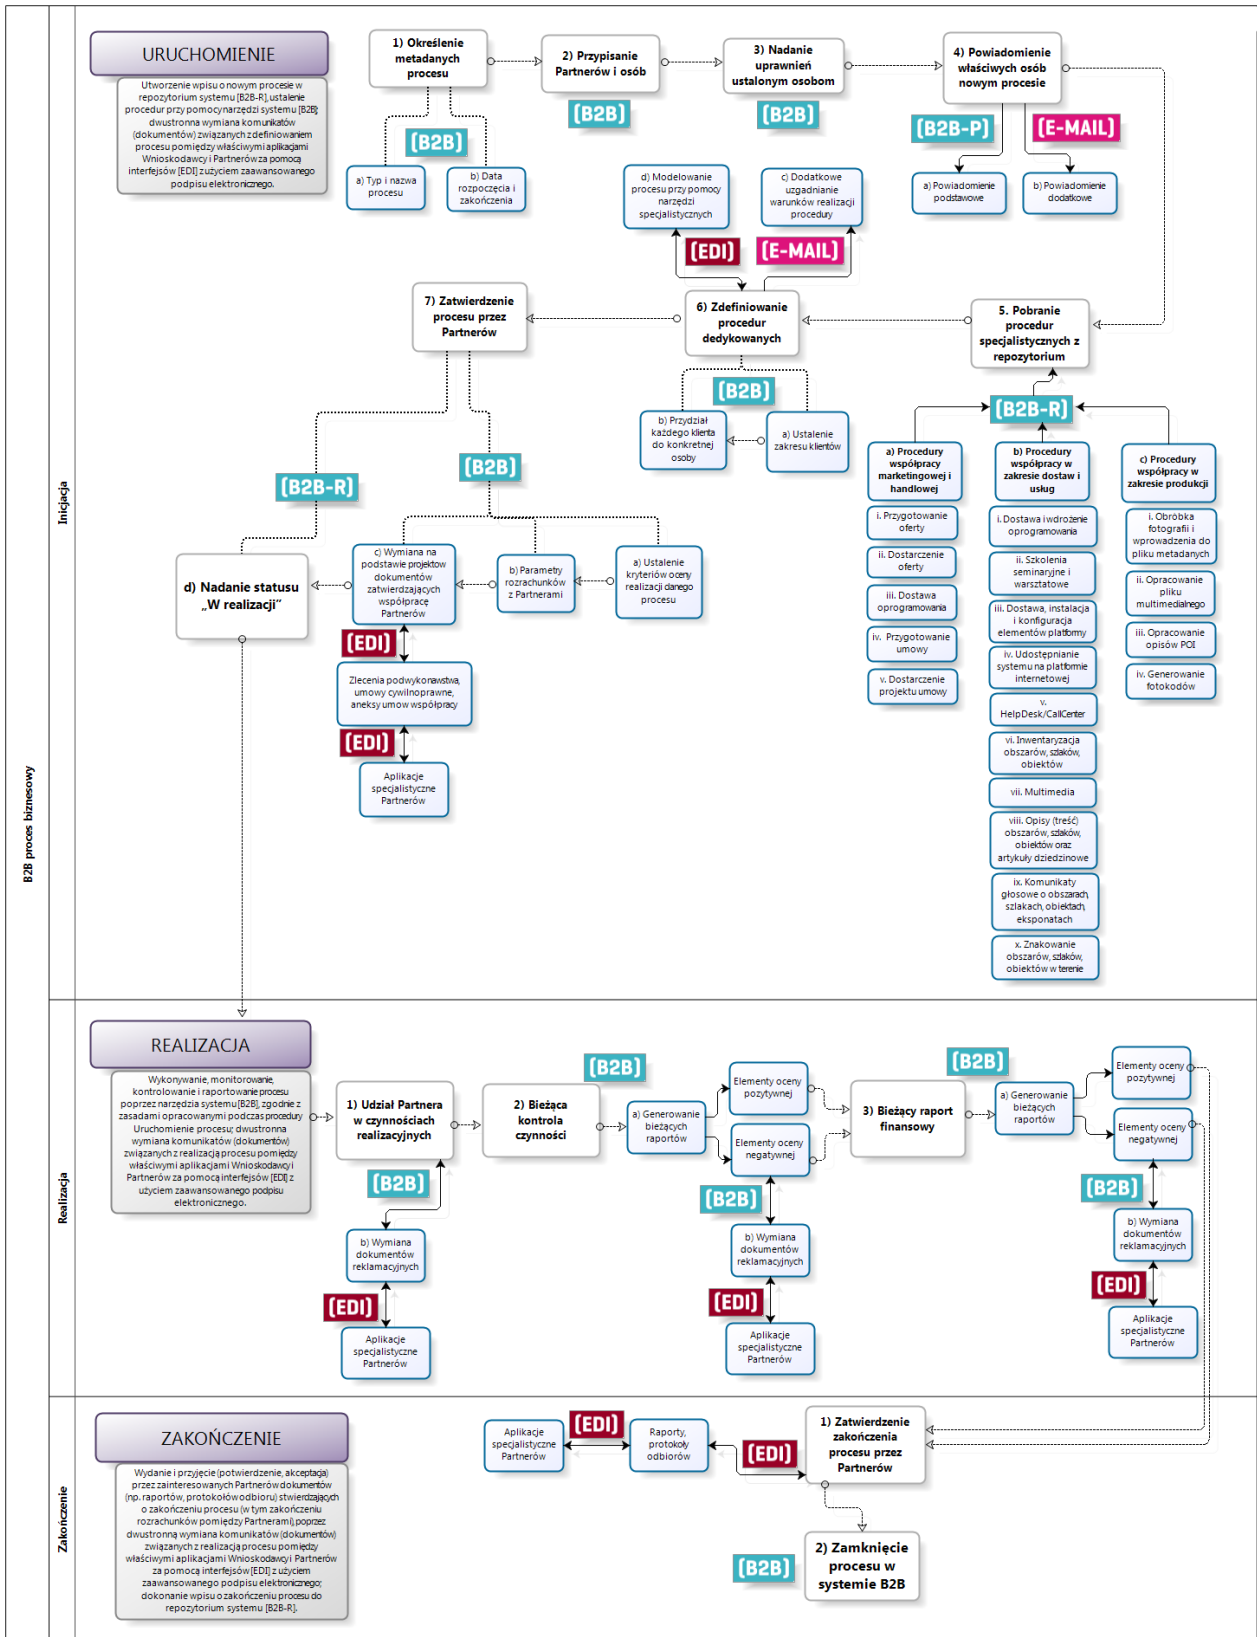 B2B proces biznesowy
Inicjacja
URUCHOMIENIE
Utworzenie wpisu o nowym procesie w
repozytorium systemu [B2B-R], ustalenie
procedur przy pomocy narzędzi systemu [B2B];
dwustronna wymiana komunikatów
(dokumentów) związanych z definiowaniem
procesu pomiędzy właściwymi aplikacjami
Wnioskodawcy i Partnerów za pomocą
interfejsów [EDI] z użyciem zaawansowanego
podpisu elektronicznego.
1) Określenie
metadanych
procesu
(B2B)
a) Typ i nazwa
procesu
b) Data
rozpoczęcia i
zakończenia
2) Przypisanie
Partnerów i osób
(B2B)
3) Nadanie
uprawnień
ustalonym osobom
(B2B)
4) Powiadomienie
właściwych osób
nowym procesie
(B2B-P)
(E-MAIL)
a) Powiadomienie
podstawowe
b) Powiadomienie
dodatkowe
d) Modelowanie
procesu przy pomocy
narzędzi
specjalistycznych
c) Dodatkowe
uzgadnianie
warunków realizacji
procedury
(EDI)
(E-MAIL)
7) Zatwierdzenie
procesu przez
Partnerów
6) Zdefiniowanie
procedur
dedykowanych
5. Pobranie
procedur
specjalistycznych z
repozytorium
(B2B)
b) Przydział
każdego klienta
do konkretnej
osoby
a) Ustalenie
zakresu klientów
(B2B-R)
a) Procedury
współpracy
marketingowej i
handlowej
i. Przygotowanie
oferty
ii. Dostarczenie
oferty
iii. Dostawa
oprogramowania
iv. Przygotowanie
umowy
v. Dostarczenie
projektu umowy
b) Procedury
współpracy w
zakresie dostaw i
usług
i. Dostawa i wdrożenie
oprogramowania
ii. Szkolenia
seminaryjne i
warsztatowe
iii. Dostawa, instalacja
i konfiguracja
elementów platformy
iv. Udostępnianie
systemu na platformie
internetowej
v.
HelpDesk/CallCenter
vi. Inwentaryzacja
obszarów, szlaków,
obiektów
vii. Multimedia
viii. Opisy (treść)
obszarów, szlaków,
obiektów oraz
artykuły dziedzinowe
ix. Komunikaty
głosowe o obszarach,
szlakach, obiektach,
eksponatach
x. Znakowanie
obszarów, szlaków,
obiektów w terenie
c) Procedury
współpracy w
zakresie produkcji
i. Obróbka
fotografii i
wprowadzenia do
pliku metadanych
ii. Opracowanie
pliku
multimedialnego
iii. Opracowanie
opisów POI
iv. Generowanie
fotokodów
(B2B-R)
(B2B)
d) Nadanie statusu
„W realizacji"
c) Wymiana na
podstawie projektow
dokumentów
zatwierdzających
współpracę
Partnerów
b) Parametry
rozrachunków
z Partnerami
a) Ustalenie
kryteriów oceny
realizacji danego
procesu
(EDI)
Zlecenia podwykonawstwa,
umowy cywilnoprawne,
aneksy umow współpracy
(EDI)
Aplikacje
specjalistyczne
Partnerów
Realizacja
REALIZACJA
Wykonywanie, monitorowanie,
kontrolowanie i raportowanie procesu
poprzez narzędzia systemu [B2B], zgodnie z
zasadami opracowanymi podczas procedury
Uruchomienie procesu; dwustronna
wymiana komunikatów (dokumentów)
związanych z realizacją procesu pomiędzy
właściwymi aplikacjami Wnioskodawcy i
Partnerów za pomocą interfejsów [EDI] z
użyciem zaawansowanego podpisu
elektronicznego.
1) Udział Partnera
w czynnościach
realizacyjnych
(B2B)
b) Wymiana
dokumentów
reklamacyjnych
(EDI)
Aplikacje
specjalistyczne
Partnerów
2) Bieżąca
kontrola
czynności
(B2B)
a) Generowanie
bieżących
raportów
Elementy oceny
pozytywnej
Elementy oceny
negatywnej
(B2B)
b) Wymiana
dokumentów
reklamacyjnych
(EDI)
Aplikacje
specjalistyczne
Partnerów
3) Bieżący raport
finansowy
(B2B)
a) Generowanie
bieżących
raportów
Elementy oceny
pozytywnej
Elementy oceny
negatywnej
(B2B)
b) Wymiana
dokumentów
reklamacyjnych
(EDI)
Aplikacje
specjalistyczne
Partnerów
Zakończenie
ZAKOŃCZENIE
Wydanie i przyjęcie (potwierdzenie, akceptacja)
przez zainteresowanych Partnerów dokumentów
(np. raportów, protokołów odbioru) stwierdzających
o zakończeniu procesu (w tym zakończeniu
rozrachunków pomiędzy Partnerami), poprzez
dwustronną wymiana komunikatów (dokumentów)
związanych z realizacją procesu pomiędzy
właściwymi aplikacjami Wnioskodawcy i Partnerów
za pomocą interfejsów [EDI] z użyciem
zaawansowanego podpisu elektronicznego;
dokonanie wpisu o zakończeniu procesu do
repozytorium systemu [B2B-R].
Aplikacje
specjalistyczne
Partnerów
(EDI)
Raporty,
protokoły
odbiorów
(EDI)
1) Zatwierdzenie
zakończenia
procesu przez
Partnerów
(B2B)
2) Zamknięcie
procesu w
systemie B2B